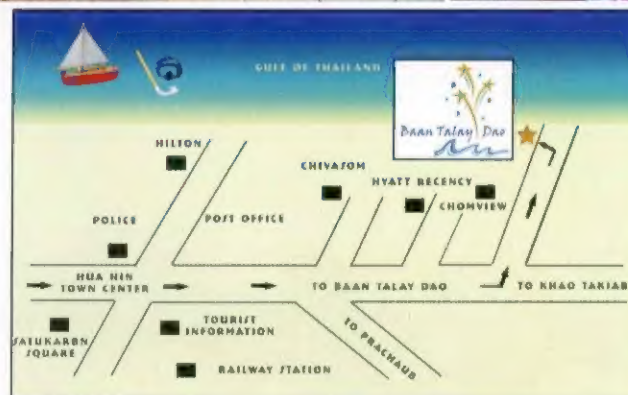 GULF OF THAILAND
Baan Talay Dao
HILTON
CHIVASOM
HYATT REGENCY
CHOMVIEW
POLICE
POST OFFICE
HUA HIN
TOWN CENTER
TO BAAN TALAY DAO
TO KHAO TAKIAB
SATUKARBN
SQUARE
TOURIST
INFORMATION
TO PRACHAUB
RAILWAY STATION